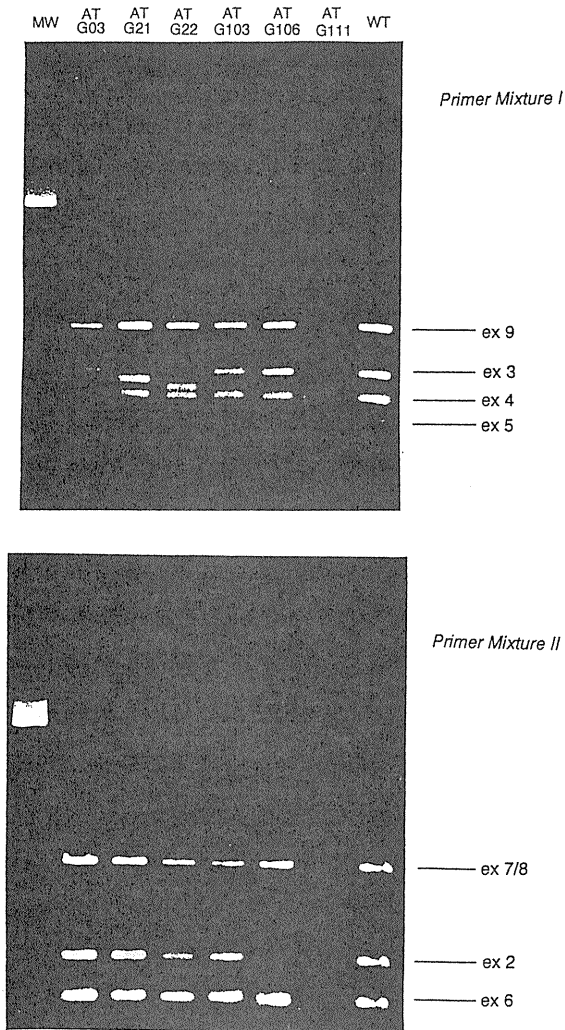 MW AT G03 AT G21 AT G22 AT G103 AT G106 AT G111 WT
Primer Mixture I
ex 9
ex 3
ex 4
ex 5
Primer Mixture II
ex 7/8
ex 2
ex 6